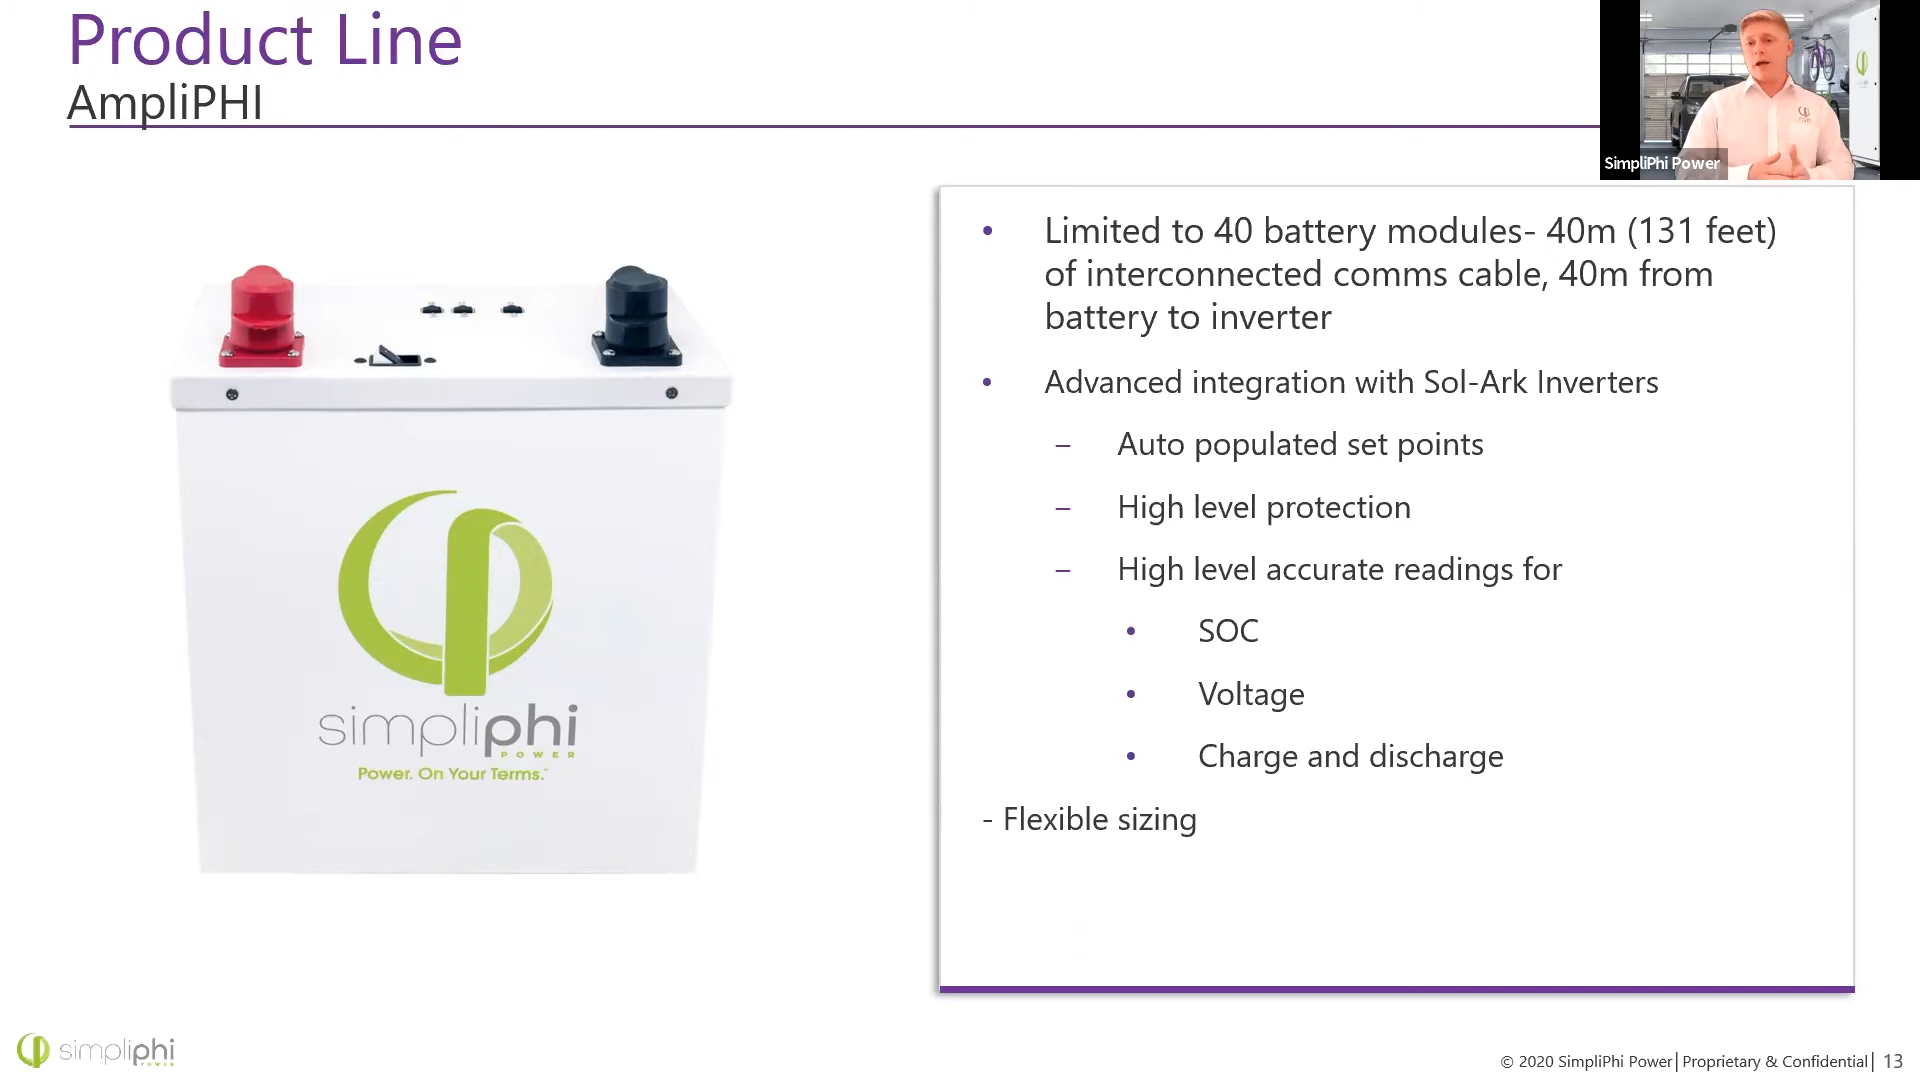 Product Line
AmpliPHI
SimpliPhi Power
• Limited to 40 battery modules- 40m (131 feet)
of interconnected comms cable, 40m from
battery to inverter
• Advanced integration with Sol-Ark Inverters
– Auto populated set points
– High level protection
– High level accurate readings for
• SOC
• Voltage
• Charge and discharge
- Flexible sizing
simpliphi
POWER
Power. On Your Terms.™
simpliphi
POWER
© 2020 SimpliPhi Power| Proprietary & Confidential| 13